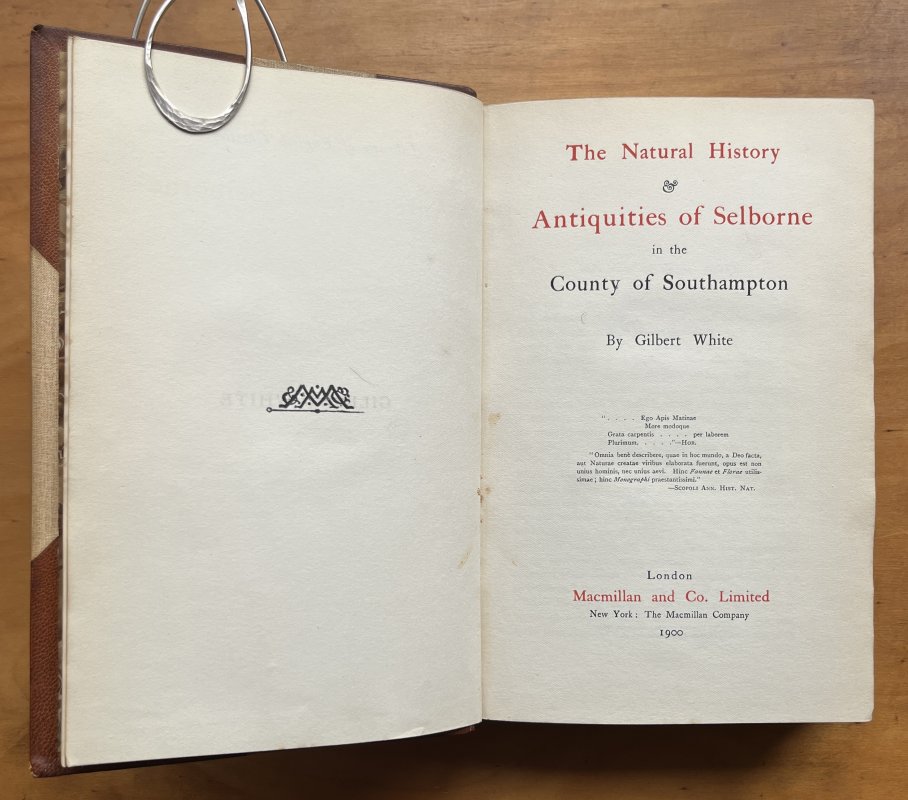 The Natural History
&
Antiquities of Selborne
in the
County of Southampton
By Gilbert White
". . . . Ego Apis Matinae
More modoque
Grata carpentis . . . . per laborem
Plurimum. . . . ."—Hor.
"Omnia benè describere, quae in hoc mundo, a Deo facta,
aut Naturae creatae viribus elaborata fuerunt, opus est non
unius hominis, nec unius aevi. Hinc Faunae et Florae utilis-
simae; hinc Monographi praestantissimi."
—Scopoli Ann. Hist. Nat.
London
Macmillan and Co. Limited
New York: The Macmillan Company
1900